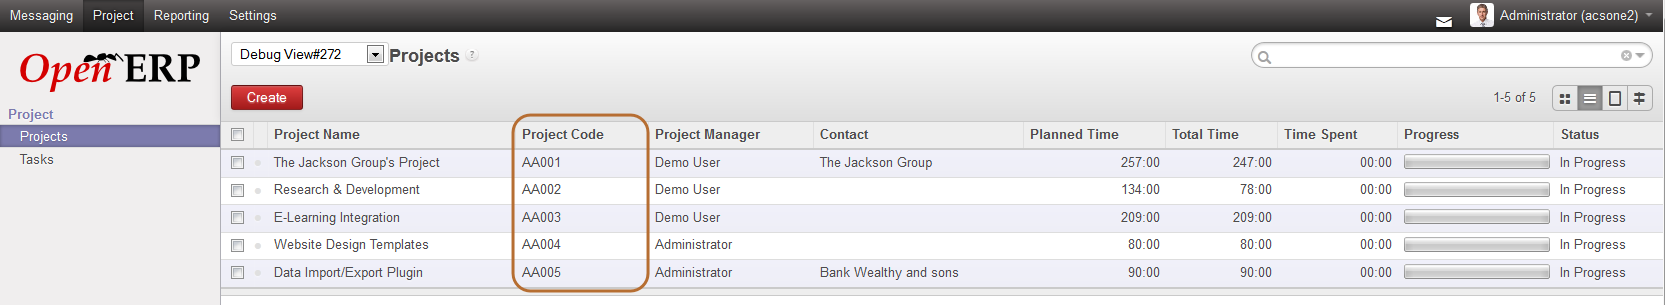 Messaging Project Reporting Settings Administrator (acsone2)
Open ERP
Debug View#272 Projects ?
Create 1-5 of 5
Project
Projects
Tasks
Project Name Project Code Project Manager Contact Planned Time Total Time Time Spent Progress Status
The Jackson Group's Project AA001 Demo User The Jackson Group 257:00 247:00 00:00 In Progress
Research & Development AA002 Demo User 134:00 78:00 00:00 In Progress
E-Learning Integration AA003 Demo User 209:00 209:00 00:00 In Progress
Website Design Templates AA004 Administrator 80:00 80:00 00:00 In Progress
Data Import/Export Plugin AA005 Administrator Bank Wealthy and sons 90:00 90:00 00:00 In Progress